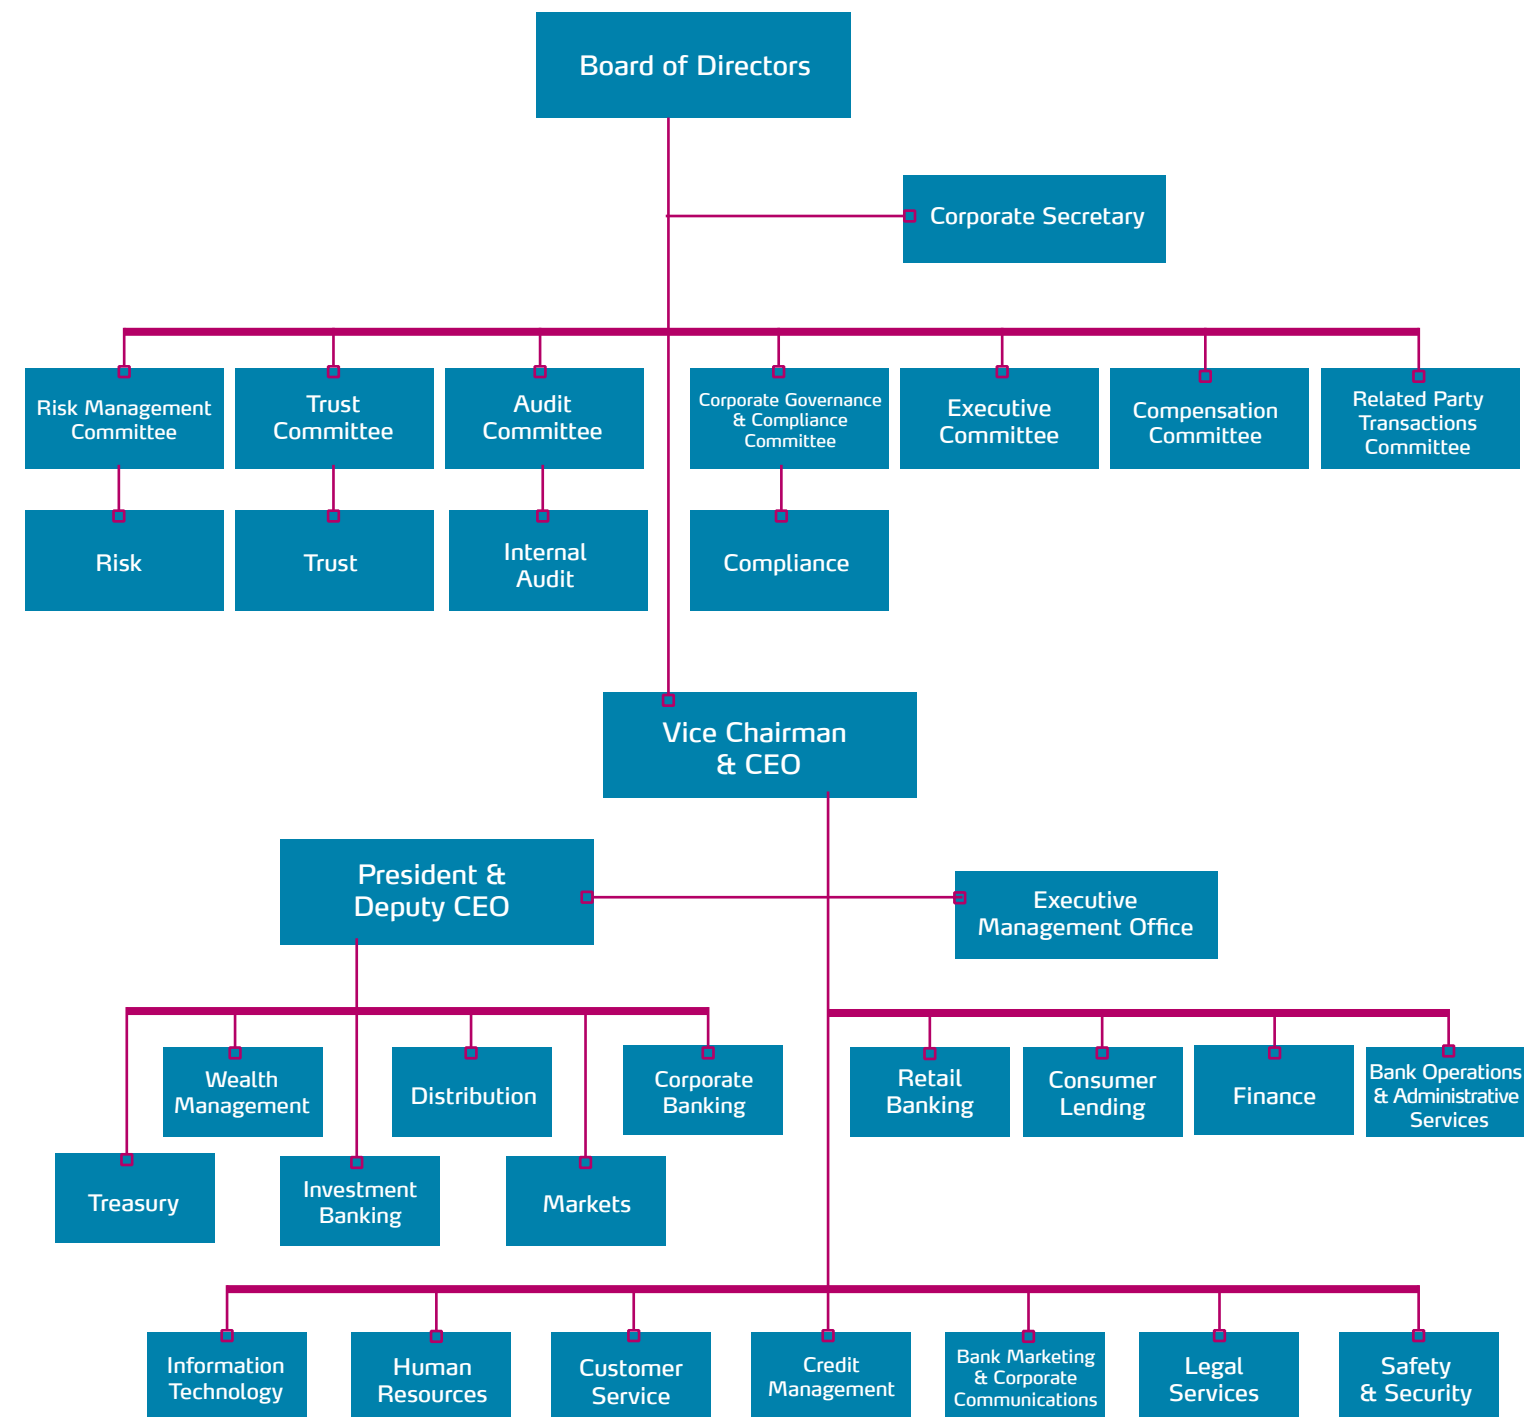 Board of Directors
Corporate Secretary
Risk Management
Committee
Trust
Committee
Audit
Committee
Corporate Governance
& Compliance
Committee
Executive
Committee
Compensation
Committee
Related Party
Transactions
Committee
Risk
Trust
Internal
Audit
Compliance
Vice Chairman
& CEO
President &
Deputy CEO
Executive
Management Office
Wealth
Management
Distribution
Corporate
Banking
Retail
Banking
Consumer
Lending
Finance
Bank Operations
& Administrative
Services
Treasury
Investment
Banking
Markets
Information
Technology
Human
Resources
Customer
Service
Credit
Management
Bank Marketing
& Corporate
Communications
Legal
Services
Safety
& Security